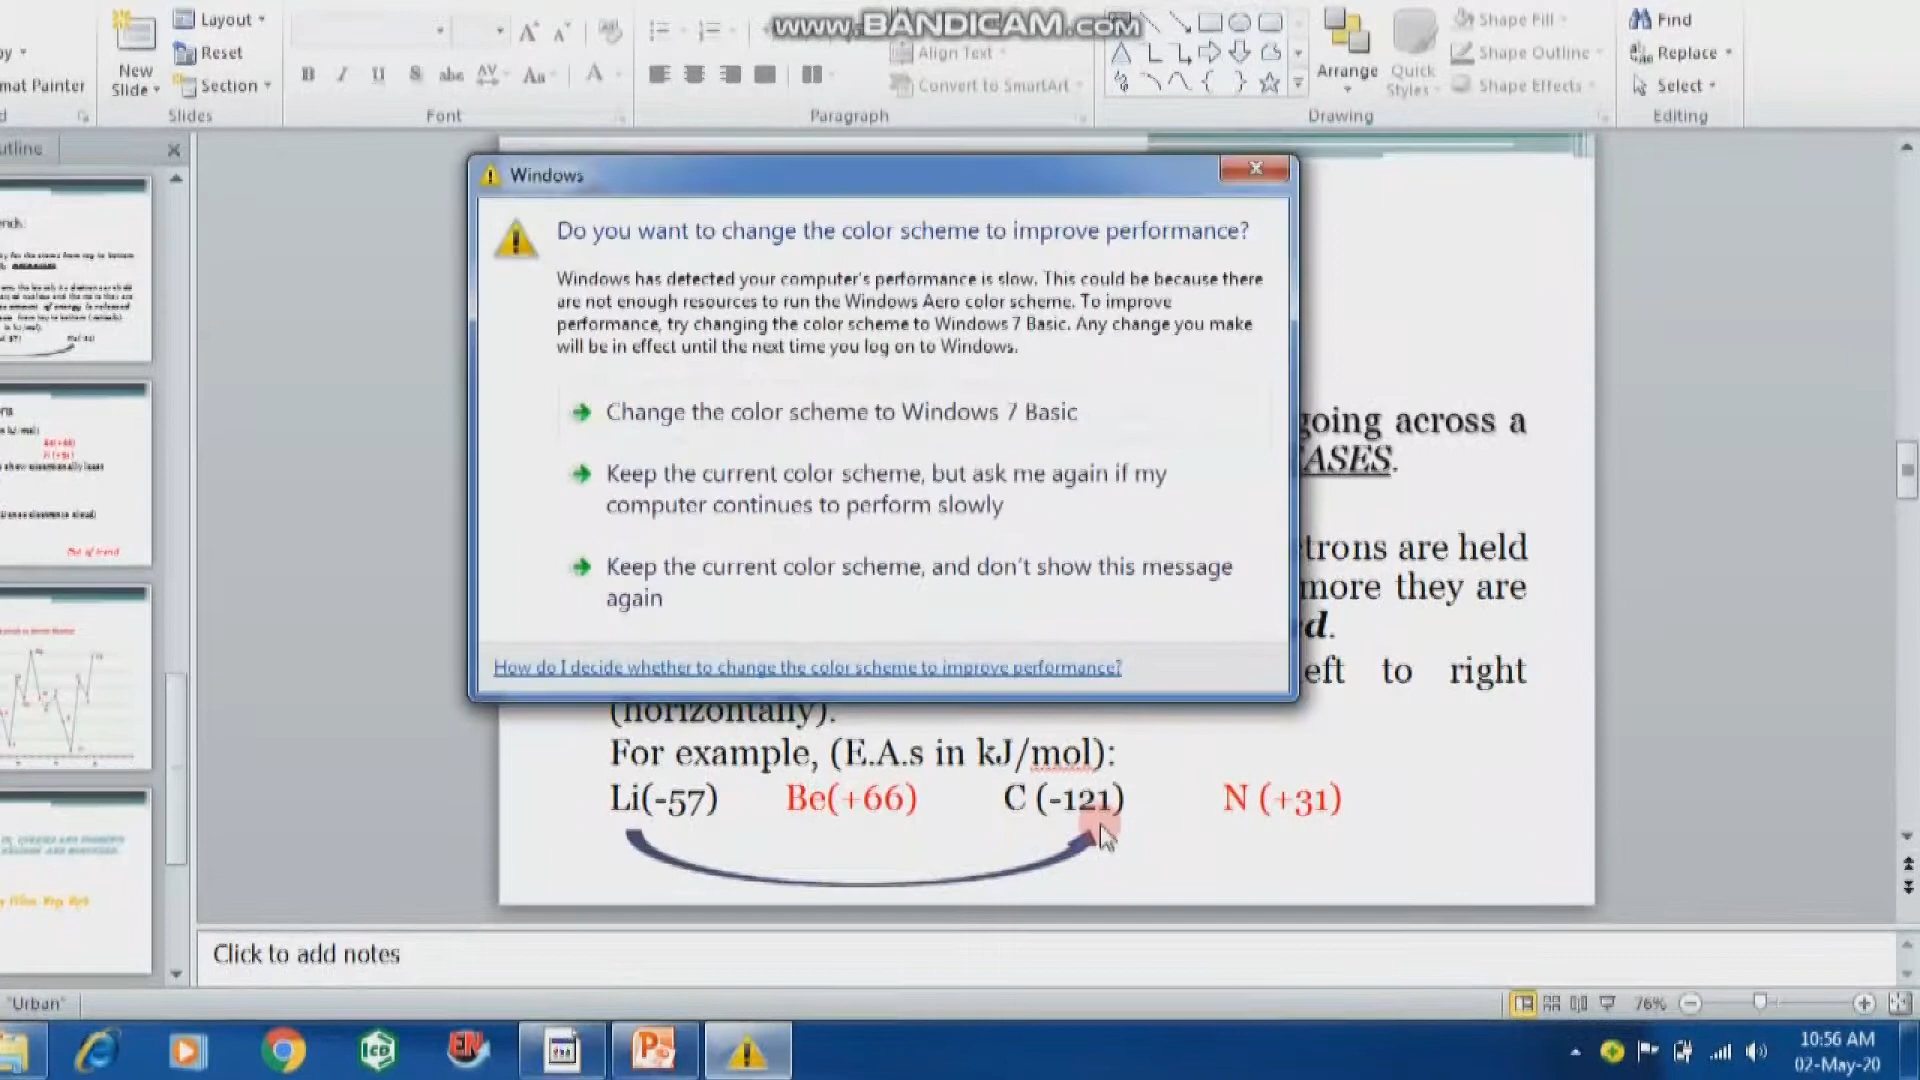 www.BANDICAM.com
Layout
Reset
Section
New
Slide
Slides
mat Painter
Font
Align Text
Convert to SmartArt
Paragraph
Arrange
Quick
Styles
Shape Fill
Shape Outline
Shape Effects
Drawing
Find
Replace
Select
Editing
utline
Windows
Do you want to change the color scheme to improve performance?
Windows has detected your computer's performance is slow. This could be because there
are not enough resources to run the Windows Aero color scheme. To improve
performance, try changing the color scheme to Windows 7 Basic. Any change you make
will be in effect until the next time you log on to Windows.
Change the color scheme to Windows 7 Basic
Keep the current color scheme, but ask me again if my
computer continues to perform slowly
Keep the current color scheme, and don't show this message
again
How do I decide whether to change the color scheme to improve performance?
going across a
EASES.
trons are held
more they are
d.
eft to right
(horizontally).
For example, (E.A.s in kJ/mol):
Li(-57) Be(+66) C (-121) N (+31)
Out of trend
Click to add notes
"Urban"
76%
10:56 AM
02-May-20